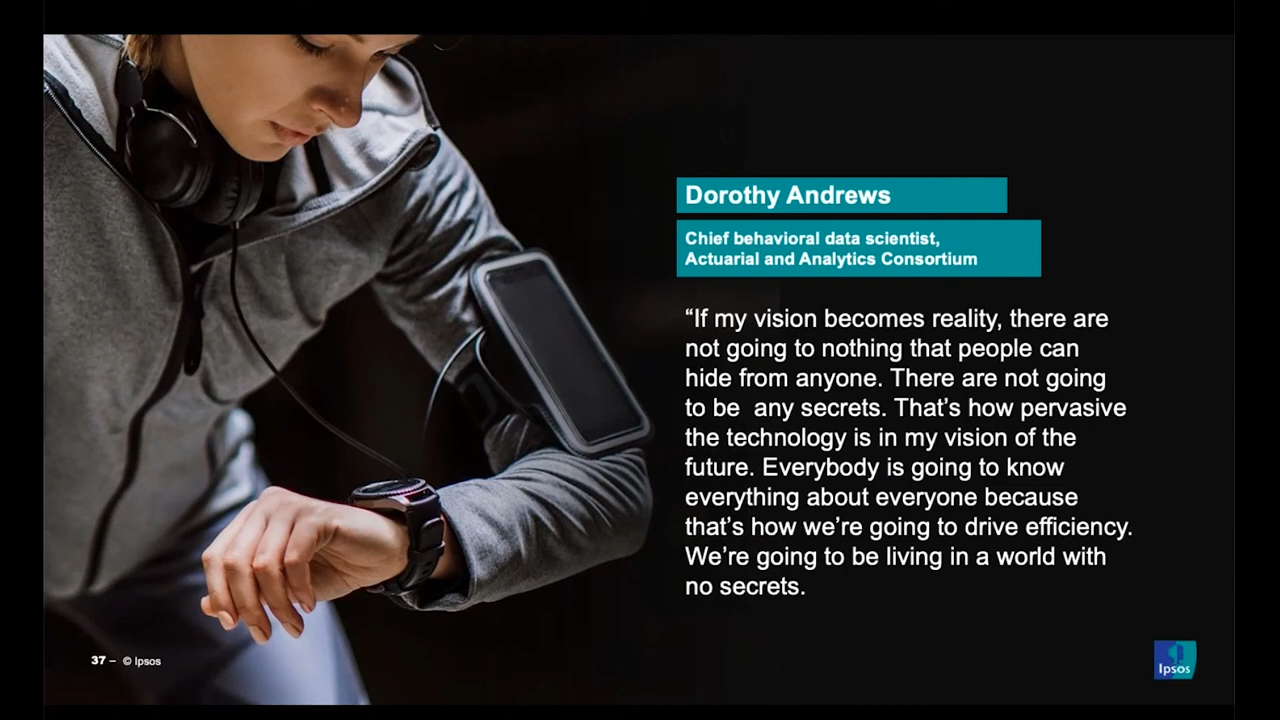 Dorothy Andrews
Chief behavioral data scientist,
Actuarial and Analytics Consortium
“If my vision becomes reality, there are
not going to nothing that people can
hide from anyone. There are not going
to be  any secrets. That’s how pervasive
the technology is in my vision of the
future. Everybody is going to know
everything about everyone because
that’s how we’re going to drive efficiency.
We’re going to be living in a world with
no secrets.
37 – © Ipsos
Ipsos